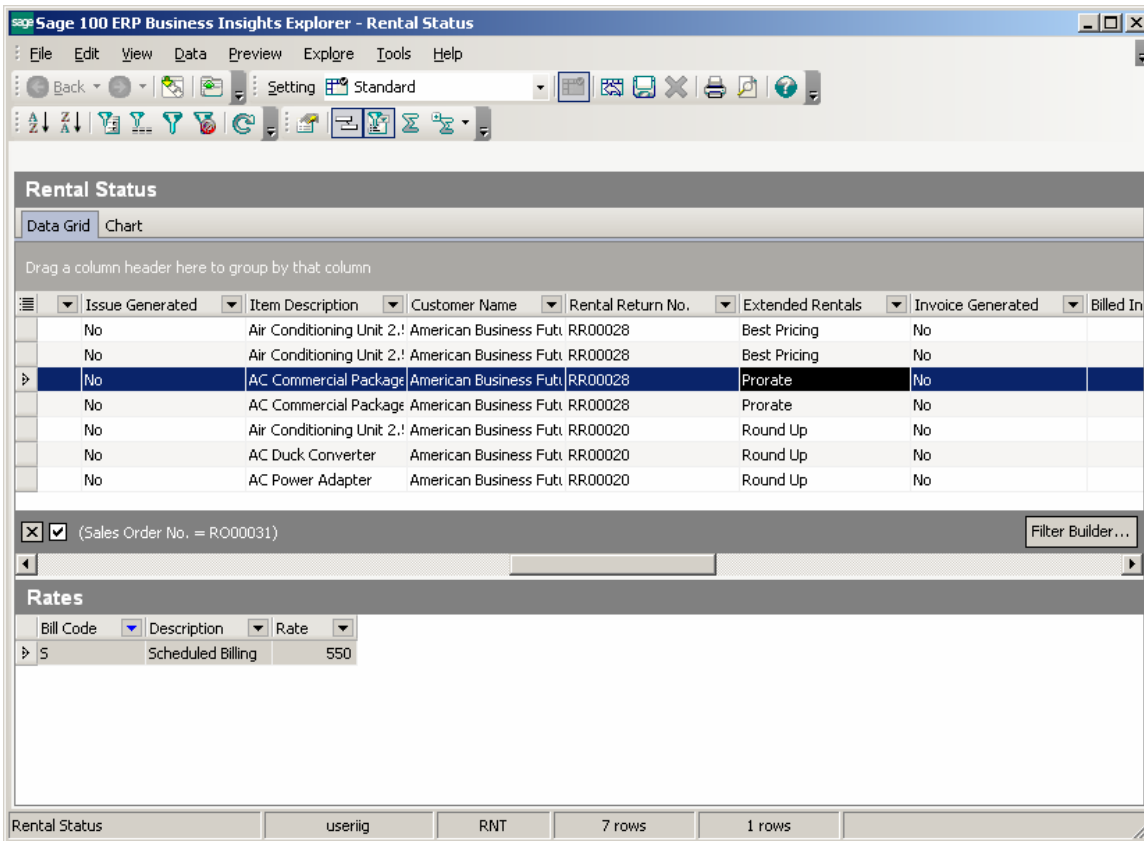 sage Sage 100 ERP Business Insights Explorer - Rental Status
File Edit View Data Preview Explore Tools Help
Back Setting Standard
Rental Status
Data Grid Chart
Drag a column header here to group by that column
Issue Generated Item Description Customer Name Rental Return No. Extended Rentals Invoice Generated Billed In
No Air Conditioning Unit 2.! American Business Futu RR00028 Best Pricing No
No Air Conditioning Unit 2.! American Business Futu RR00028 Best Pricing No
No AC Commercial Package American Business Futu RR00028 Prorate No
No AC Commercial Package American Business Futu RR00028 Prorate No
No Air Conditioning Unit 2.! American Business Futu RR00020 Round Up No
No AC Duck Converter American Business Futu RR00020 Round Up No
No AC Power Adapter American Business Futu RR00020 Round Up No
(Sales Order No. = RO00031) Filter Builder...
Rates
Bill Code Description Rate
S Scheduled Billing 550
Rental Status useriig RNT 7 rows 1 rows